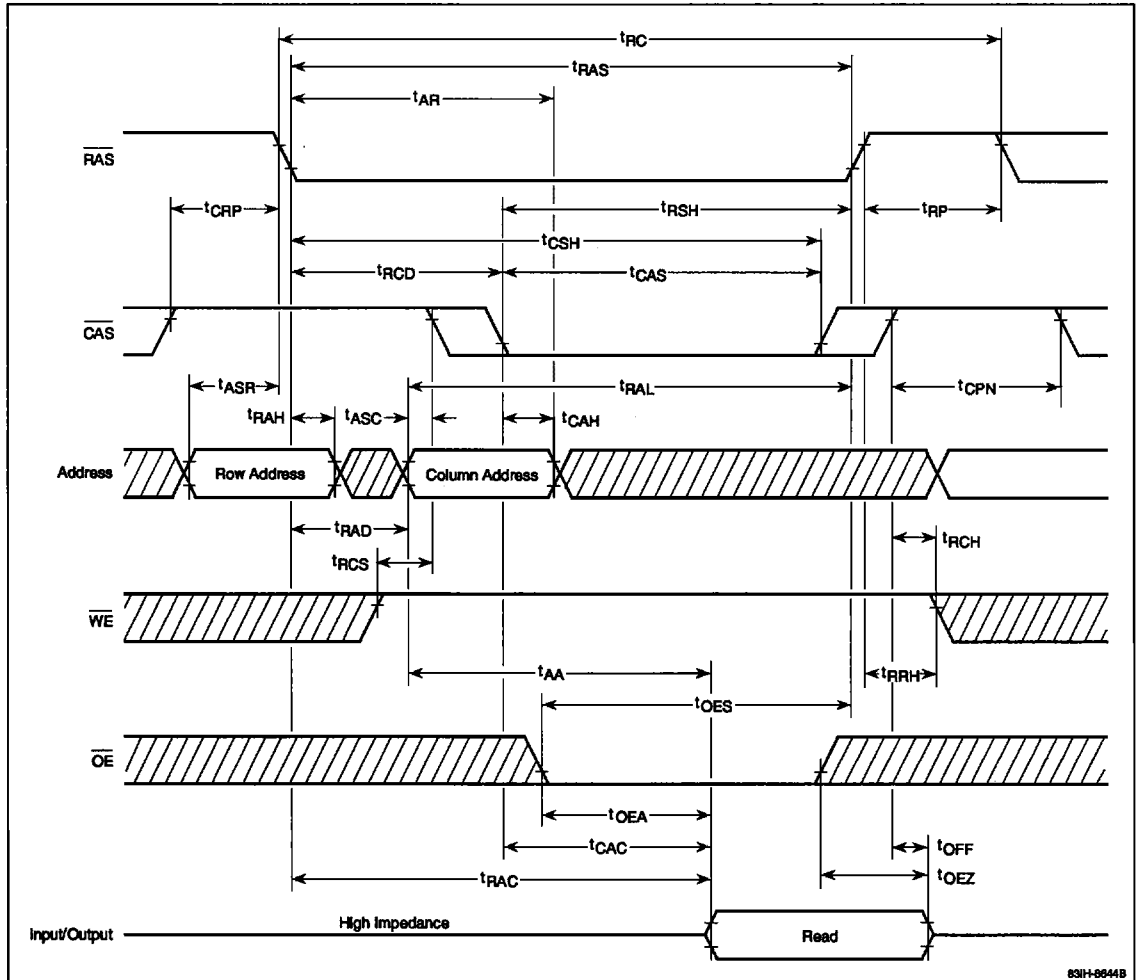 tRC
tRAS
tAR
RAS
tCRP
tRSH
tRP
tCSH
tRCD
tCAS
CAS
tASR
tRAL
tCPN
tRAH
tASC
tCAH
Address
Row Address
Column Address
tRAD
tRCH
tRCS
WE
tAA
tRRH
tOES
OE
tOEA
tCAC
tOFF
tRAC
tOEZ
High Impedance
Input/Output
Read
83IH-8644B